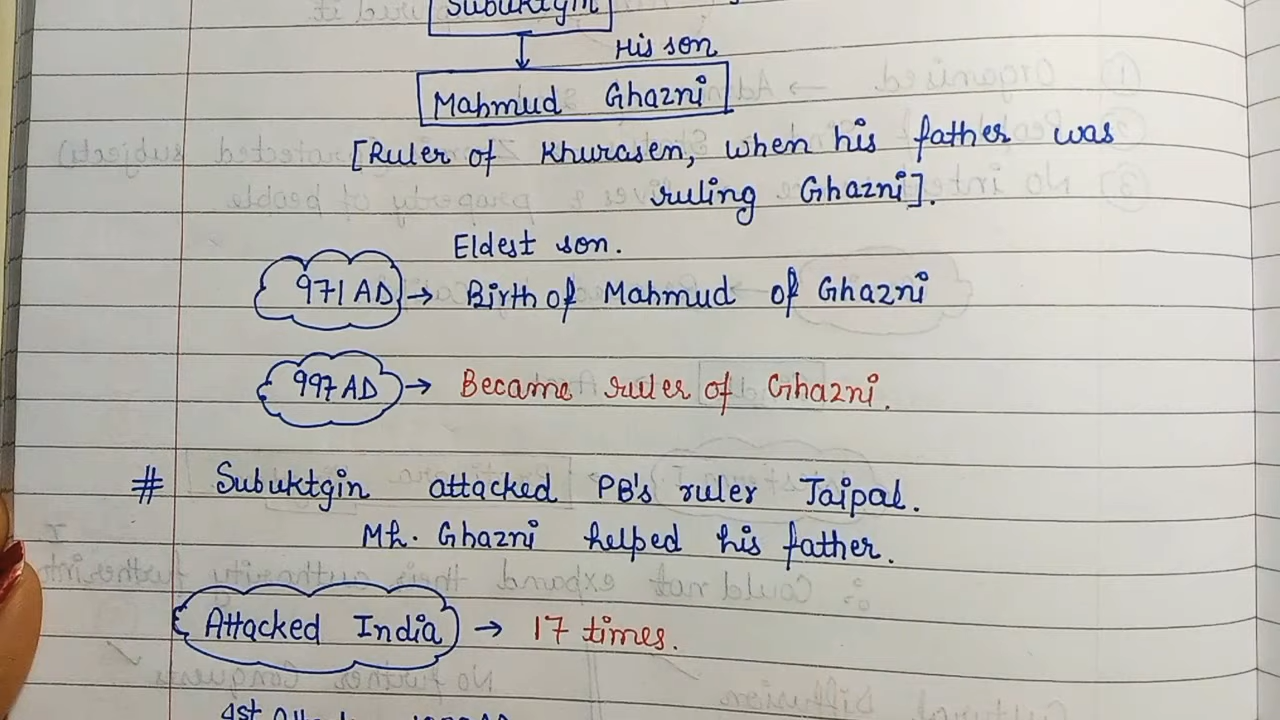 Subuktgin
His son
Mahmud Ghazni
[Ruler of Khurasen, when his father was
ruling Ghazni].
Eldest son.
971 AD → Birth of Mahmud of Ghazni
997 AD → Became ruler of Ghazni.
# Subuktgin attacked PB's ruler Jaipal.
Mh. Ghazni helped his father.
Attacked India → 17 times.
1st